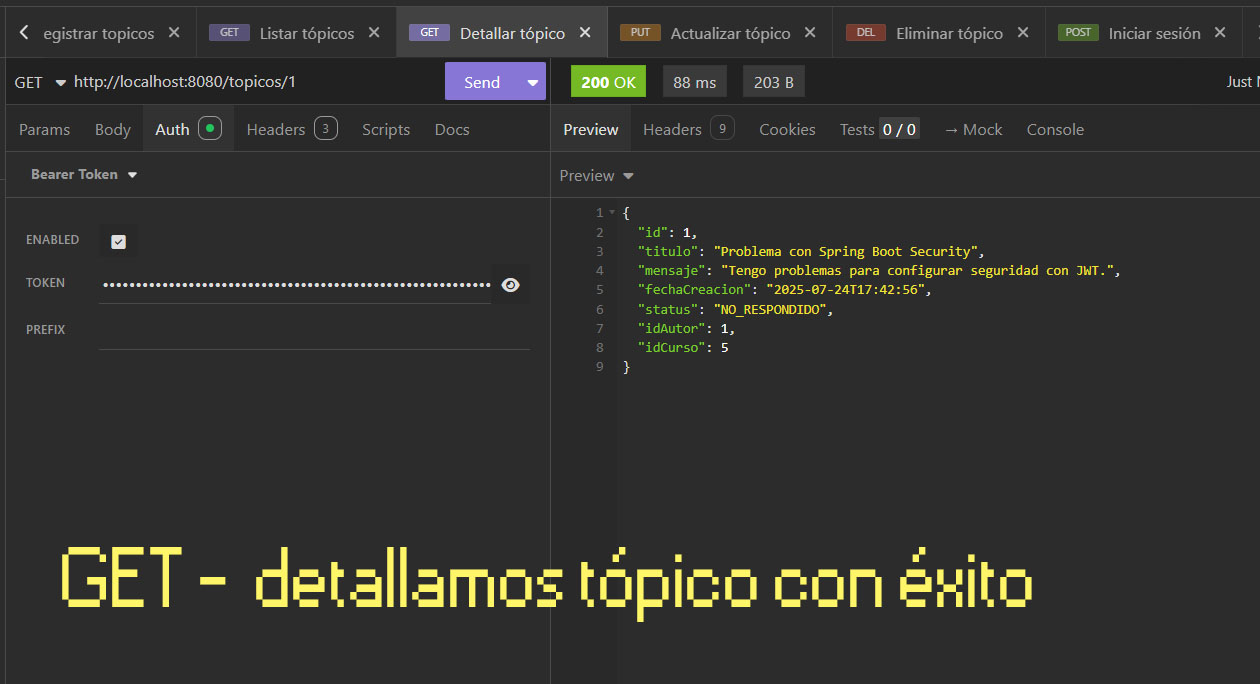 egistrar topicos
GET Listar tópicos
GET Detallar tópico
PUT Actualizar tópico
DEL Eliminar tópico
POST Iniciar sesión
GET http://localhost:8080/topicos/1 Send
200 OK 88 ms 203 B Just
Params Body Auth Headers 3 Scripts Docs
Preview Headers 9 Cookies Tests 0 / 0 → Mock Console
Bearer Token
Preview
ENABLED
TOKEN ••••••••••••••••••••••••••••••••••••••••••••••••••••••••
PREFIX
1 {
2 "id": 1,
3 "titulo": "Problema con Spring Boot Security",
4 "mensaje": "Tengo problemas para configurar seguridad con JWT.",
5 "fechaCreacion": "2025-07-24T17:42:56",
6 "status": "NO_RESPONDIDO",
7 "idAutor": 1,
8 "idCurso": 5
9 }
GET - detallamos tópico con éxito